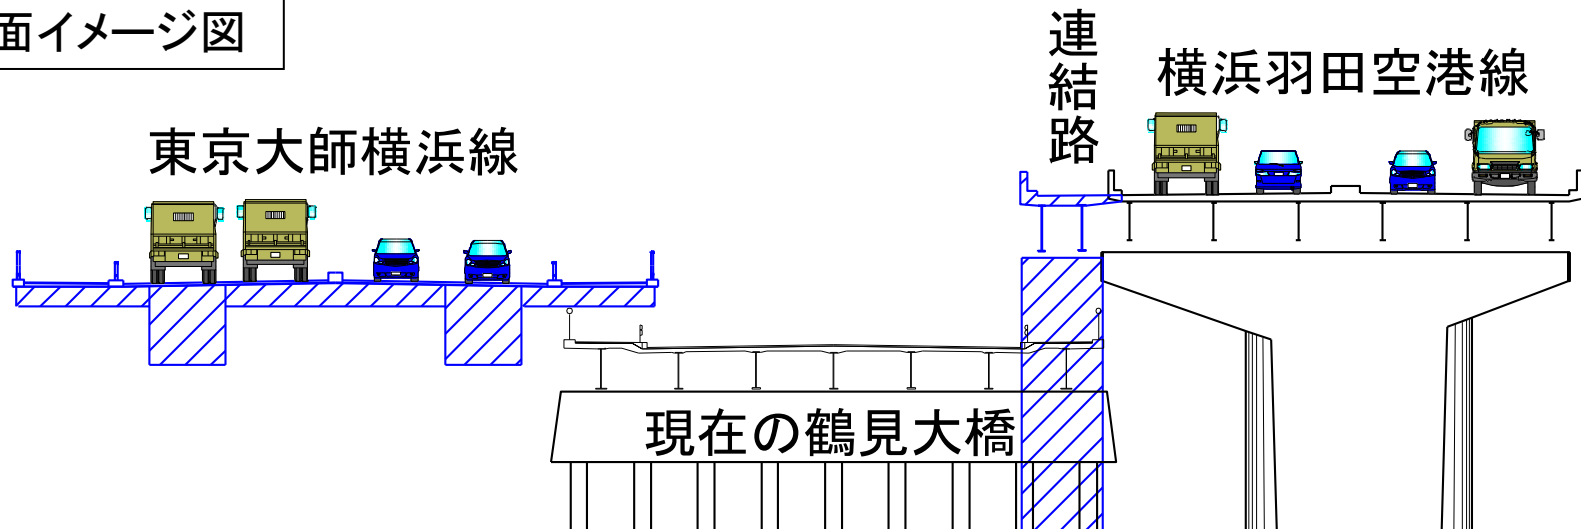 面イメージ図
連結路
横浜羽田空港線
東京大師横浜線
現在の鶴見大橋